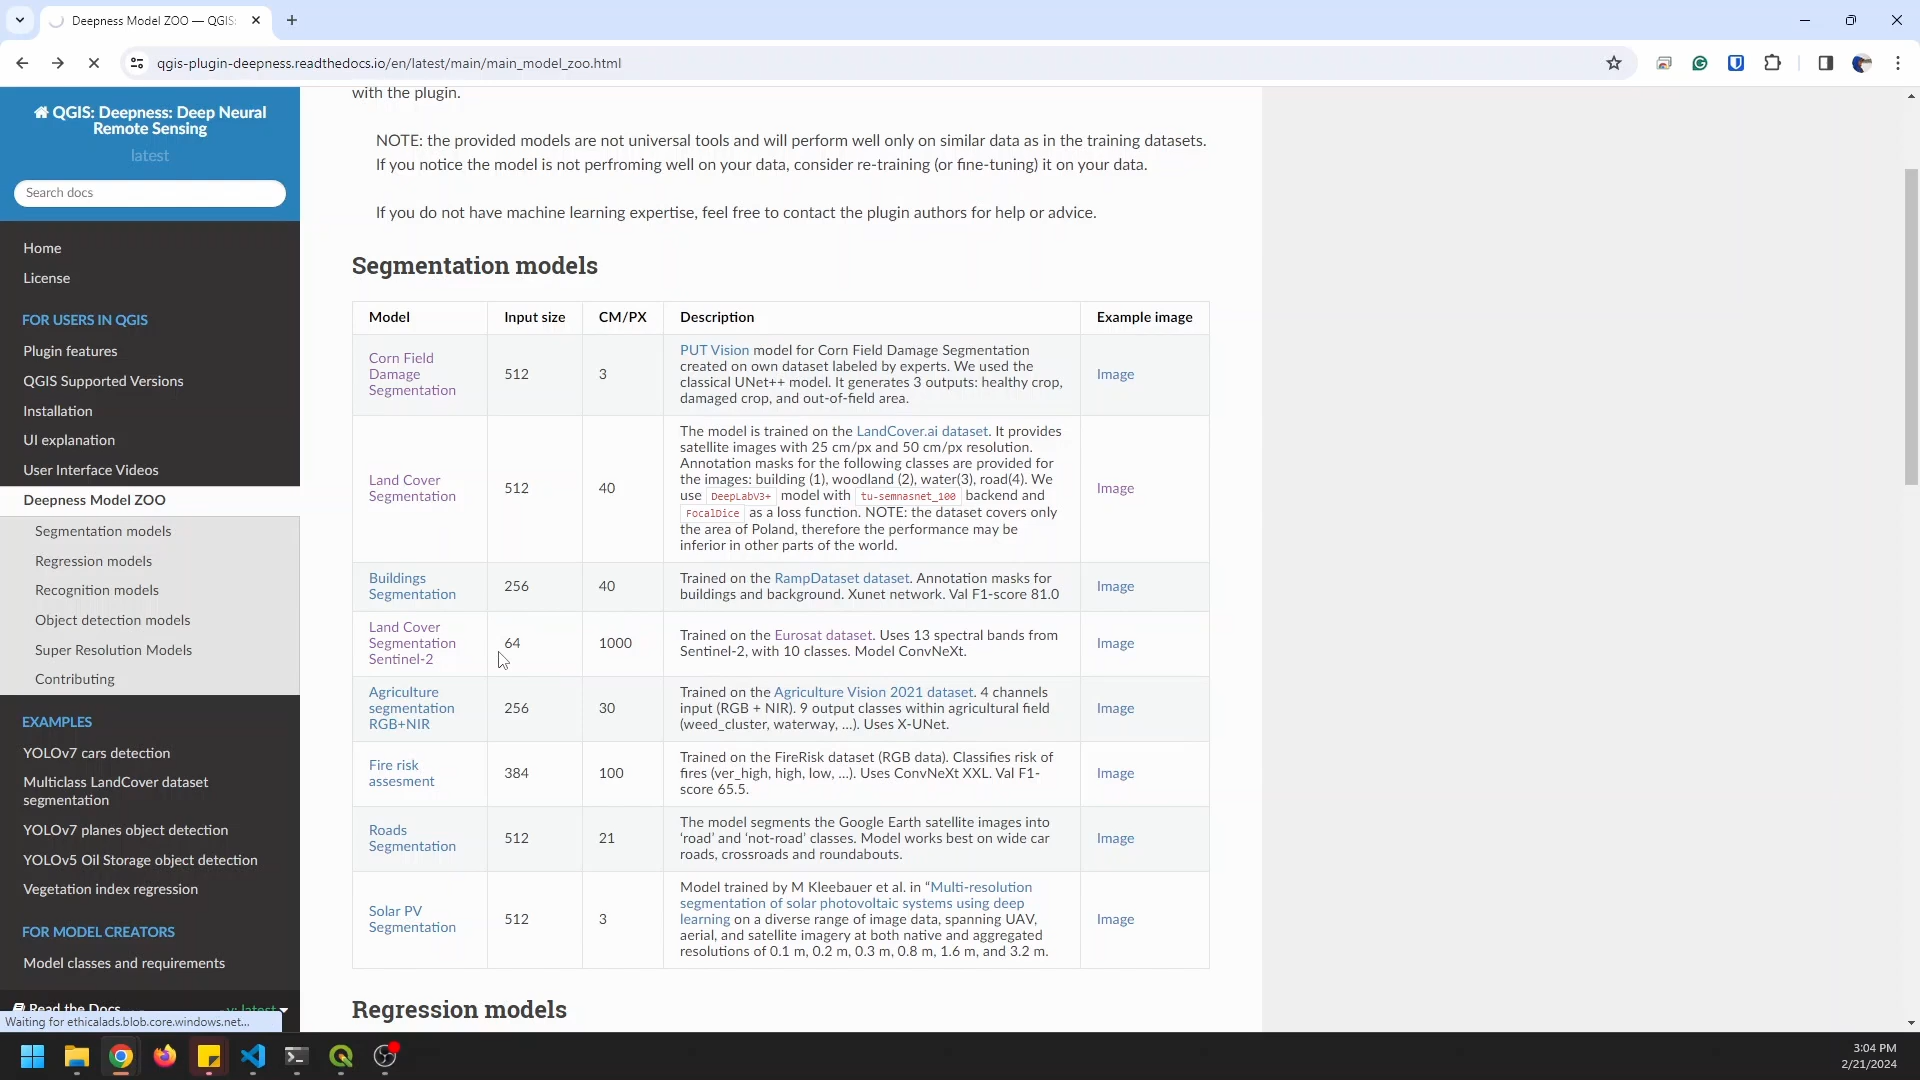 Deepness Model ZOO — QGIS:
qgis-plugin-deepness.readthedocs.io/en/latest/main/main_model_zoo.html
QGIS: Deepness: Deep Neural
Remote Sensing
latest
Search docs
Home
License
FOR USERS IN QGIS
Plugin features
QGIS Supported Versions
Installation
UI explanation
User Interface Videos
Deepness Model ZOO
Segmentation models
Regression models
Recognition models
Object detection models
Super Resolution Models
Contributing
EXAMPLES
YOLOv7 cars detection
Multiclass LandCover dataset
segmentation
YOLOv7 planes object detection
YOLOv5 Oil Storage object detection
Vegetation index regression
FOR MODEL CREATORS
Model classes and requirements
Read the Docs
v: latest
Waiting for ethicalads.blob.core.windows.net...
with the plugin.
NOTE: the provided models are not universal tools and will perform well only on similar data as in the training datasets.
If you notice the model is not perfroming well on your data, consider re-training (or fine-tuning) it on your data.
If you do not have machine learning expertise, feel free to contact the plugin authors for help or advice.
Segmentation models
Model Input size CM/PX Description Example image
Corn Field
Damage
Segmentation
512
3
PUT Vision model for Corn Field Damage Segmentation
created on own dataset labeled by experts. We used the
classical UNet++ model. It generates 3 outputs: healthy crop,
damaged crop, and out-of-field area.
Image
Land Cover
Segmentation
512
40
The model is trained on the LandCover.ai dataset. It provides
satellite images with 25 cm/px and 50 cm/px resolution.
Annotation masks for the following classes are provided for
the images: building (1), woodland (2), water(3), road(4). We
use DeepLabV3+ model with tu-semnasnet_100 backend and
FocalDice as a loss function. NOTE: the dataset covers only
the area of Poland, therefore the performance may be
inferior in other parts of the world.
Image
Buildings
Segmentation
256
40
Trained on the RampDataset dataset. Annotation masks for
buildings and background. Xunet network. Val F1-score 81.0
Image
Land Cover
Segmentation
Sentinel-2
64
1000
Trained on the Eurosat dataset. Uses 13 spectral bands from
Sentinel-2, with 10 classes. Model ConvNeXt.
Image
Agriculture
segmentation
RGB+NIR
256
30
Trained on the Agriculture Vision 2021 dataset. 4 channels
input (RGB + NIR). 9 output classes within agricultural field
(weed_cluster, waterway, ...). Uses X-UNet.
Image
Fire risk
assesment
384
100
Trained on the FireRisk dataset (RGB data). Classifies risk of
fires (ver_high, high, low, ...). Uses ConvNeXt XXL. Val F1-
score 65.5.
Image
Roads
Segmentation
512
21
The model segments the Google Earth satellite images into
‘road’ and ‘not-road’ classes. Model works best on wide car
roads, crossroads and roundabouts.
Image
Solar PV
Segmentation
512
3
Model trained by M Kleebauer et al. in “Multi-resolution
segmentation of solar photovoltaic systems using deep
learning on a diverse range of image data, spanning UAV,
aerial, and satellite imagery at both native and aggregated
resolutions of 0.1 m, 0.2 m, 0.3 m, 0.8 m, 1.6 m, and 3.2 m.
Image
Regression models
3:04 PM
2/21/2024